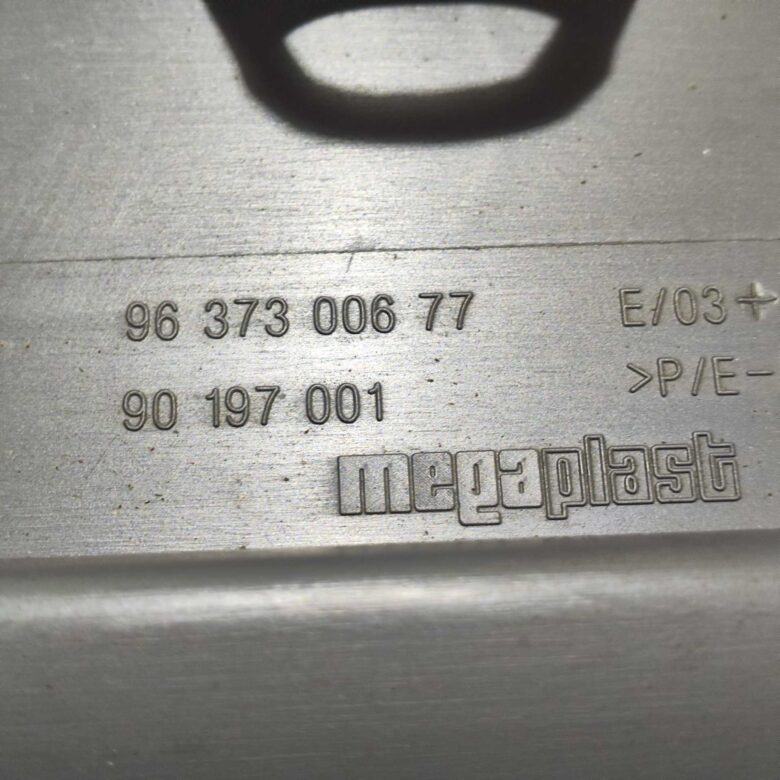 96 373 006 77 E/03+
90 197 001 >P/E-
megaplast